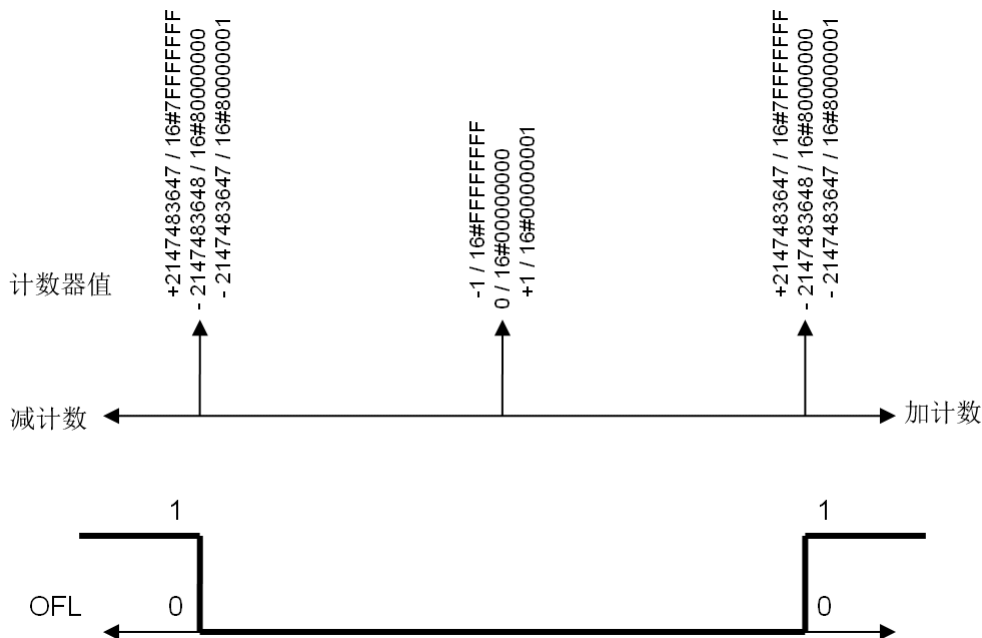 +2147483647 / 16#7FFFFFFF
- 2147483648 / 16#80000000
- 2147483647 / 16#80000001
-1 / 16#FFFFFFFF
0 / 16#00000000
+1 / 16#00000001
+2147483647 / 16#7FFFFFFF
- 2147483648 / 16#80000000
- 2147483647 / 16#80000001
计数器值
减计数
加计数
1
1
OFL
0
0